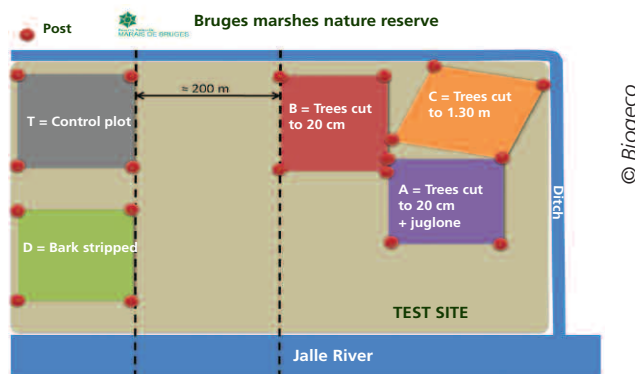 Post
MARAIS DE BRUGES
Bruges marshes nature reserve
≈ 200 m
T = Control plot
B = Trees cut
to 20 cm
C = Trees cut
to 1.30 m
A = Trees cut
to 20 cm
+ juglone
D = Bark stripped
Ditch
TEST SITE
Jalle River
© Biogeco